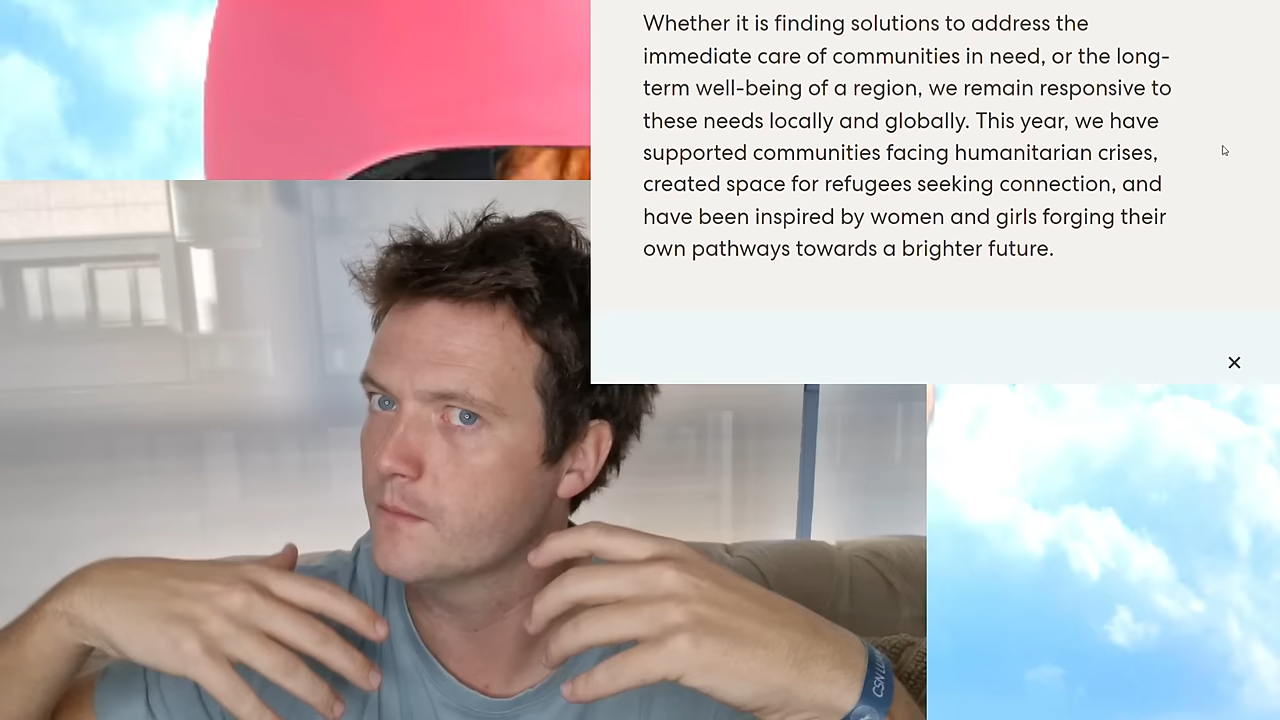 Whether it is finding solutions to address the
immediate care of communities in need, or the long-
term well-being of a region, we remain responsive to
these needs locally and globally. This year, we have
supported communities facing humanitarian crises,
created space for refugees seeking connection, and
have been inspired by women and girls forging their
own pathways towards a brighter future.
CSN